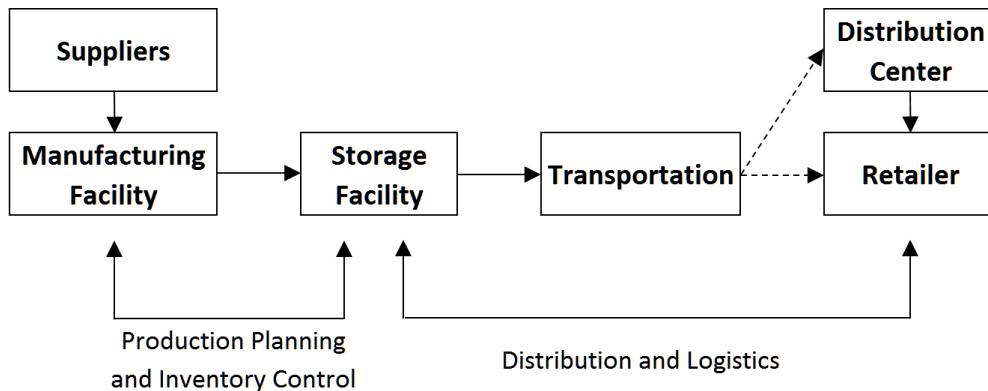 Suppliers
Distribution
Center
Manufacturing
Facility
Storage
Facility
Transportation
Retailer
Production Planning
and Inventory Control
Distribution and Logistics